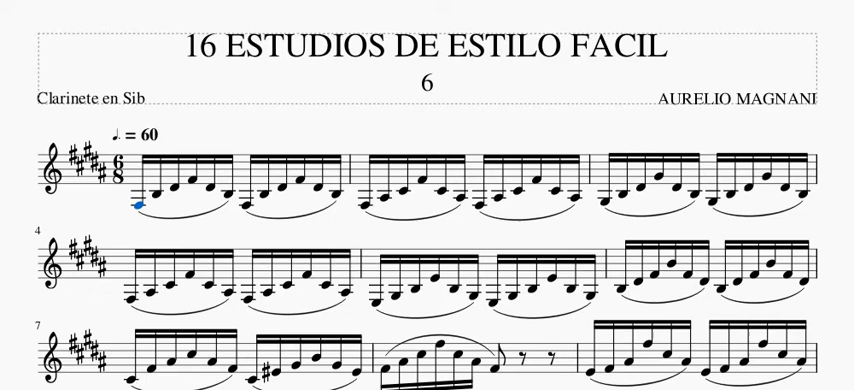 16 ESTUDIOS DE ESTILO FACIL
6
Clarinete en Sib
AURELIO MAGNANI
♩. = 60
6
8
4
7